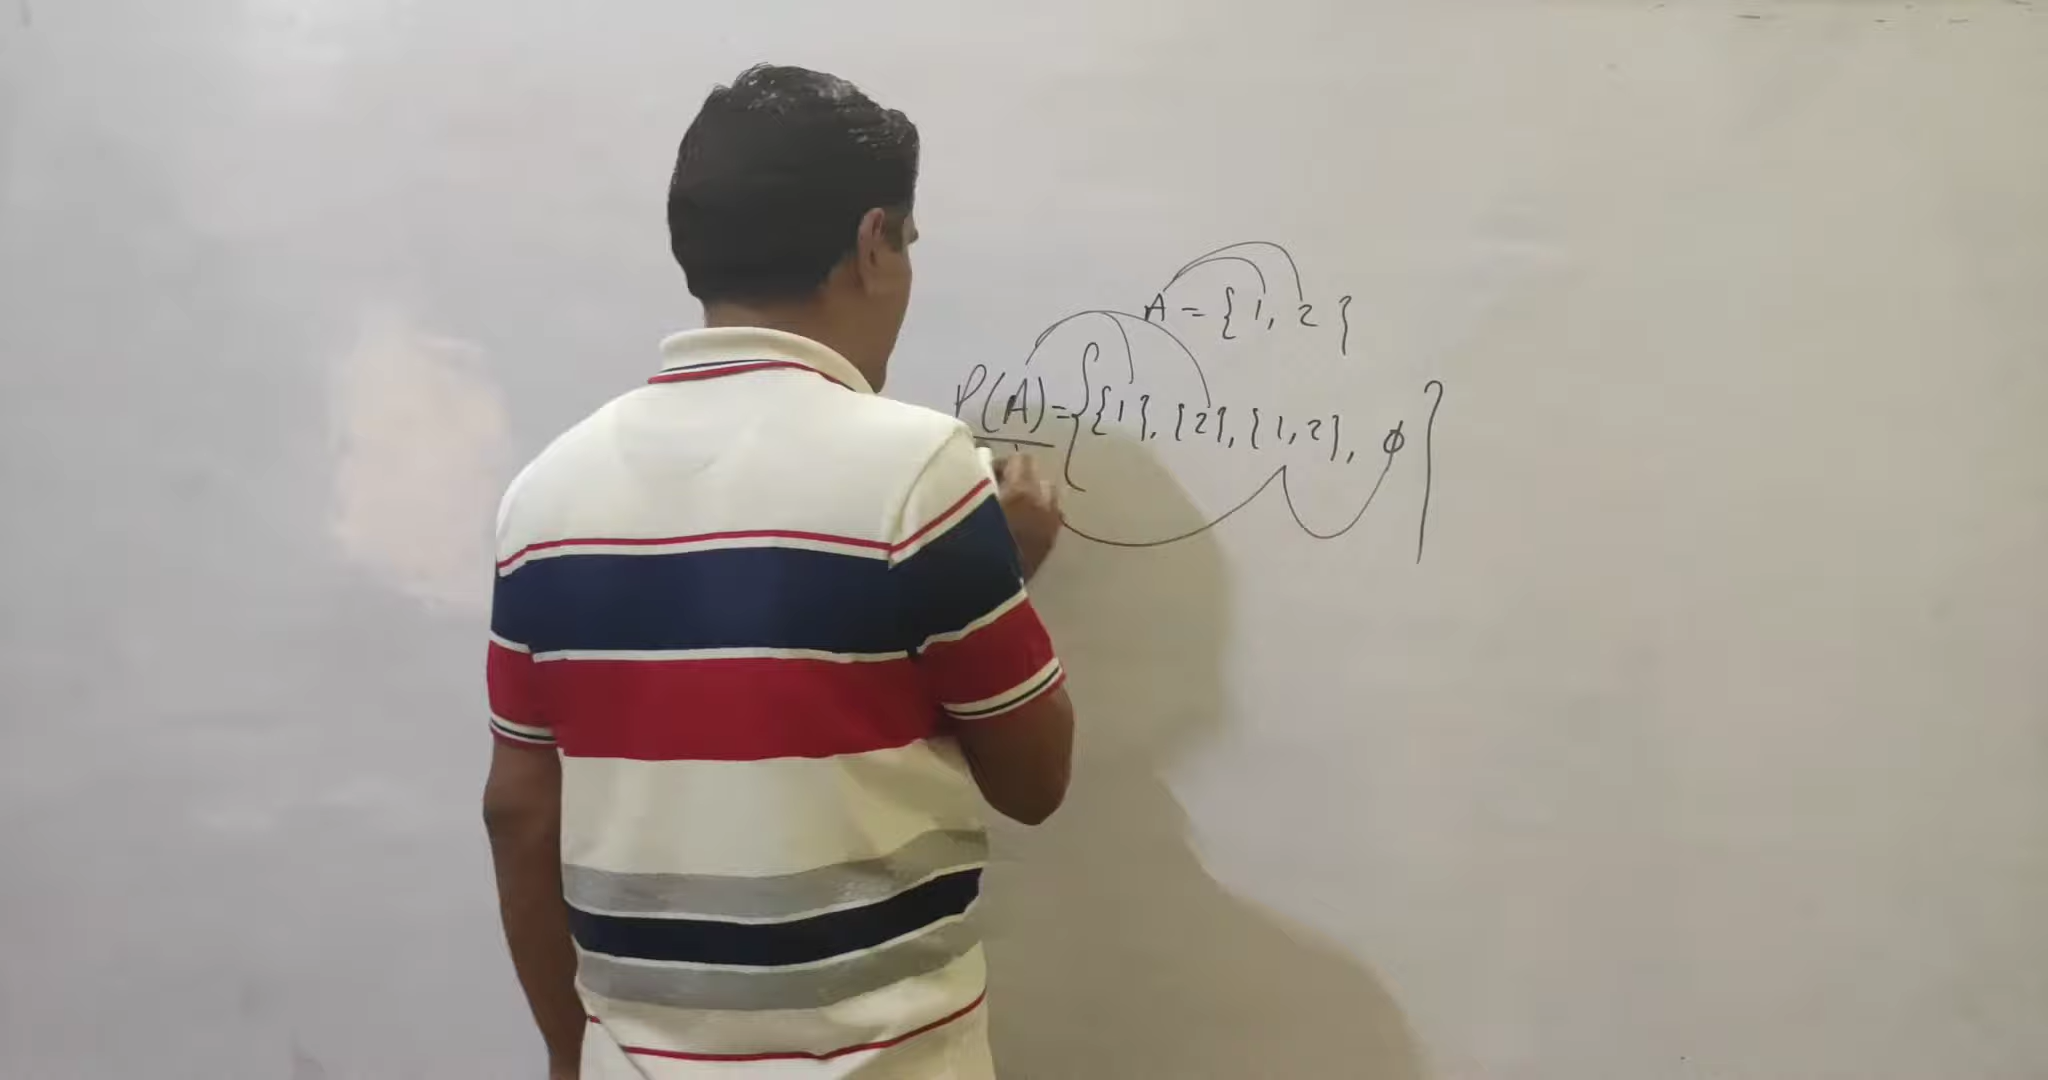 A = {1, 2}
P(A) = {{1}, {2}, {1,2}, ϕ}